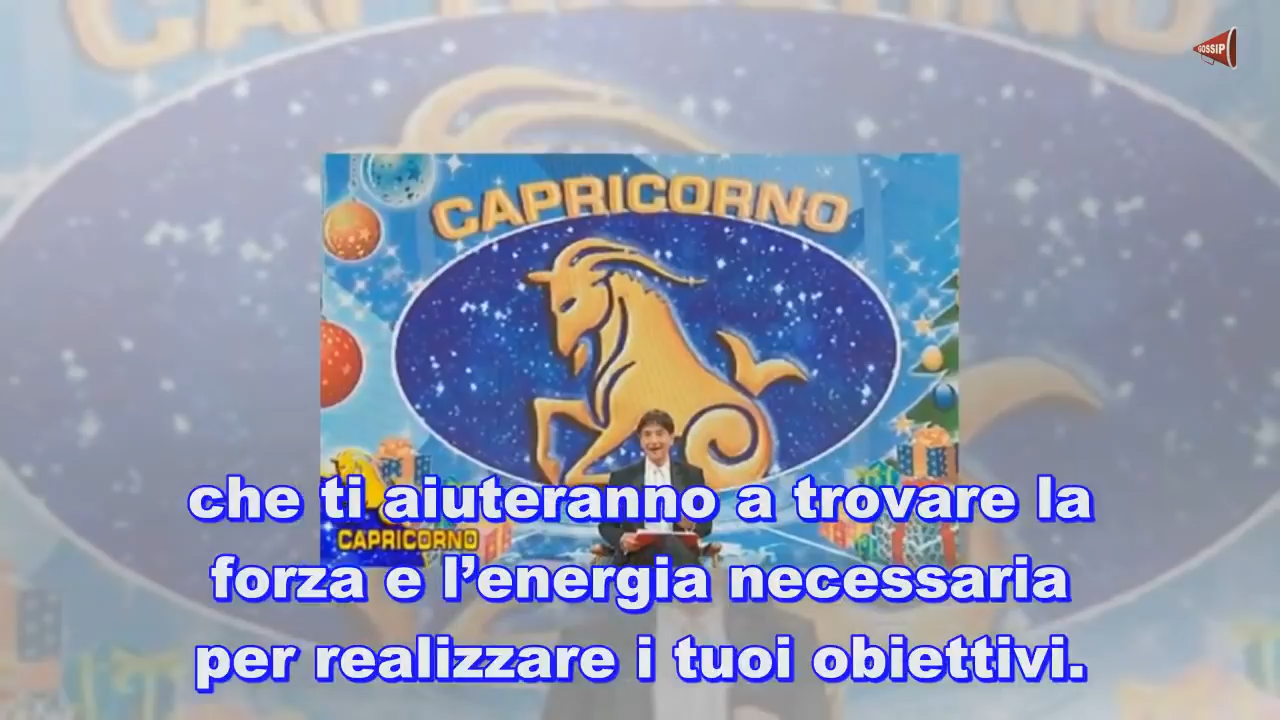 GOSSIP
CAPRICORNO
CAPRICORNO
che ti aiuteranno a trovare la
forza e l'energia necessaria
per realizzare i tuoi obiettivi.